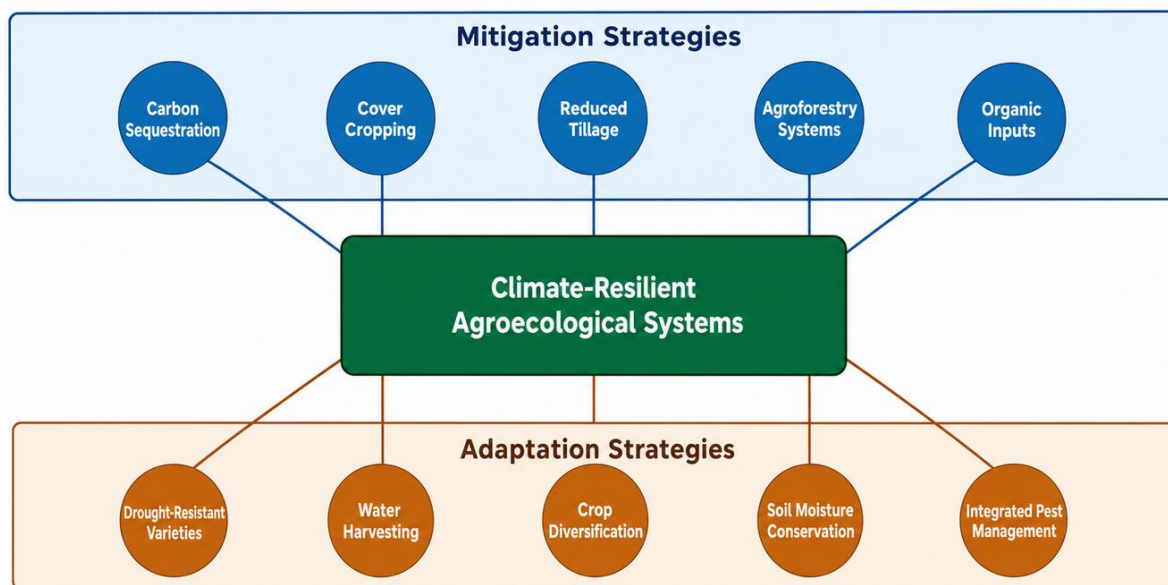 Mitigation Strategies
Carbon
Sequestration
Cover
Cropping
Reduced
Tillage
Agroforestry
Systems
Organic
Inputs
Climate-Resilient
Agroecological Systems
Adaptation Strategies
Drought-Resistant
Varieties
Water
Harvesting
Crop
Diversification
Soil Moisture
Conservation
Integrated Pest
Management